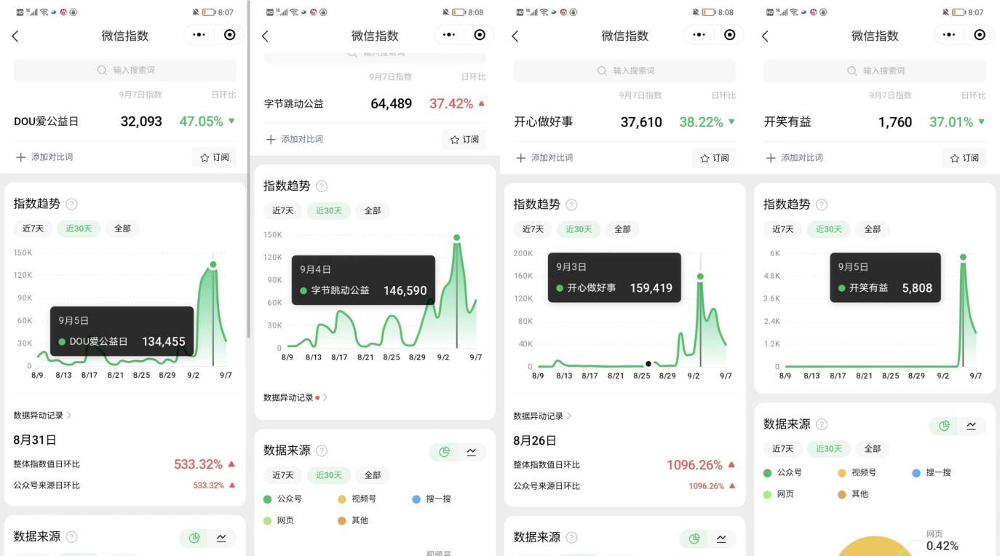 8:07
微信指数
输入搜索词
9月7日指数 日环比
DOU爱公益日 32,093 47.05%
添加对比词 订阅
指数趋势
近7天 近30天 全部
150K
120K
90K
60K
30K
0
9月5日
DOU爱公益日 134,455
8/9 8/13 8/17 8/21 8/25 8/29 9/2 9/7
数据异动记录
8月31日
整体指数值日环比 533.32%
公众号来源日环比 533.32%
数据来源
8:08
微信指数
输入搜索词
9月7日指数 日环比
字节跳动公益 64,489 37.42%
添加对比词 订阅
指数趋势
近7天 近30天 全部
150K
120K
90K
60K
30K
0
9月4日
字节跳动公益 146,590
8/9 8/13 8/17 8/21 8/25 8/29 9/2 9/7
数据异动记录
数据来源
近7天 近30天 全部
公众号 视频号 搜一搜
网页 其他
视频号
8:08
微信指数
输入搜索词
9月7日指数 日环比
开心做好事 37,610 38.22%
添加对比词 订阅
指数趋势
近7天 近30天 全部
200K
160K
120K
80K
40K
0
9月3日
开心做好事 159,419
8/9 8/13 8/17 8/21 8/25 8/29 9/2 9/7
数据异动记录
8月26日
整体指数值日环比 1096.26%
公众号来源日环比 1096.26%
数据来源
8:07
微信指数
输入搜索词
9月7日指数 日环比
开笑有益 1,760 37.01%
添加对比词 订阅
指数趋势
近7天 近30天 全部
6K
4.8K
3.6K
2.4K
1.2K
0
9月5日
开笑有益 5,808
8/9 8/13 8/17 8/21 8/25 8/29 9/2 9/7
数据来源
近7天 近30天 全部
公众号 视频号 搜一搜
网页 其他
网页
0.42%